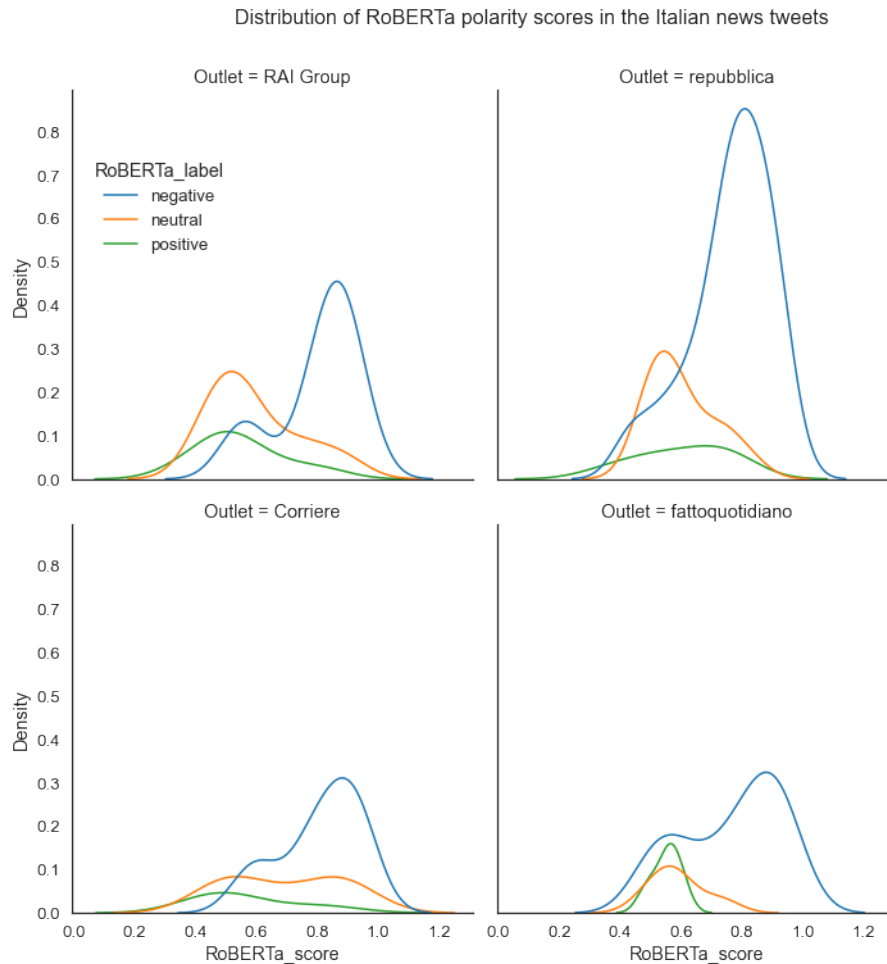 Distribution of RoBERTa polarity scores in the Italian news tweets
Outlet = RAI Group
Outlet = repubblica
0.8
0.7
0.6
0.5
0.4
0.3
0.2
0.1
0.0
Density
RoBERTa_label
negative
neutral
positive
Outlet = Corriere
Outlet = fattoquotidiano
0.8
0.7
0.6
0.5
0.4
0.3
0.2
0.1
0.0
Density
0.0 0.2 0.4 0.6 0.8 1.0 1.2
RoBERTa_score
0.0 0.2 0.4 0.6 0.8 1.0 1.2
RoBERTa_score